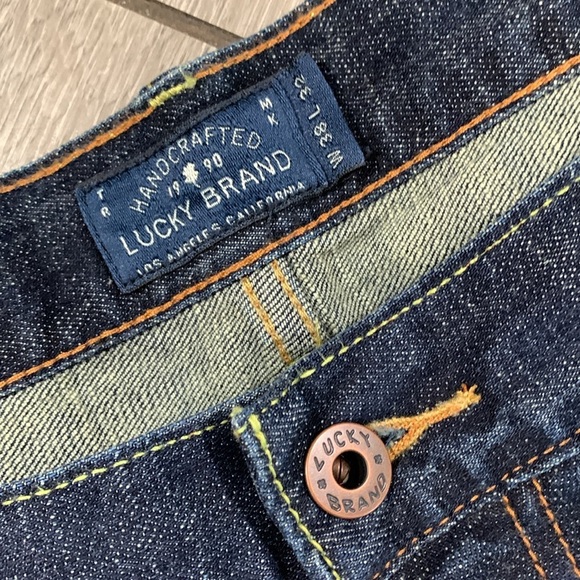 HANDCRAFTED
19 90
LUCKY BRAND
LOS ANGELES CALIFORNIA
T
R
M
K
W 38 L 32
LUCKY
BRAND